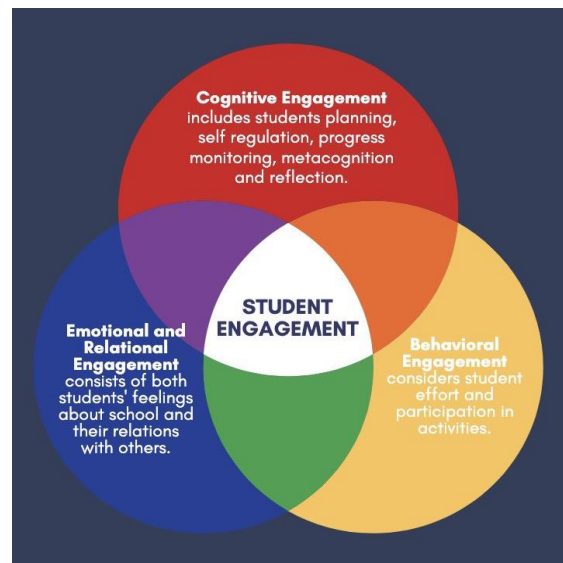 Cognitive Engagement
includes students planning,
self regulation, progress
monitoring, metacognition
and reflection.
STUDENT
ENGAGEMENT
Emotional and
Relational
Engagement
consists of both
students' feelings
about school and
their relations
with others.
Behavioral
Engagement
considers student
effort and
participation in
activities.